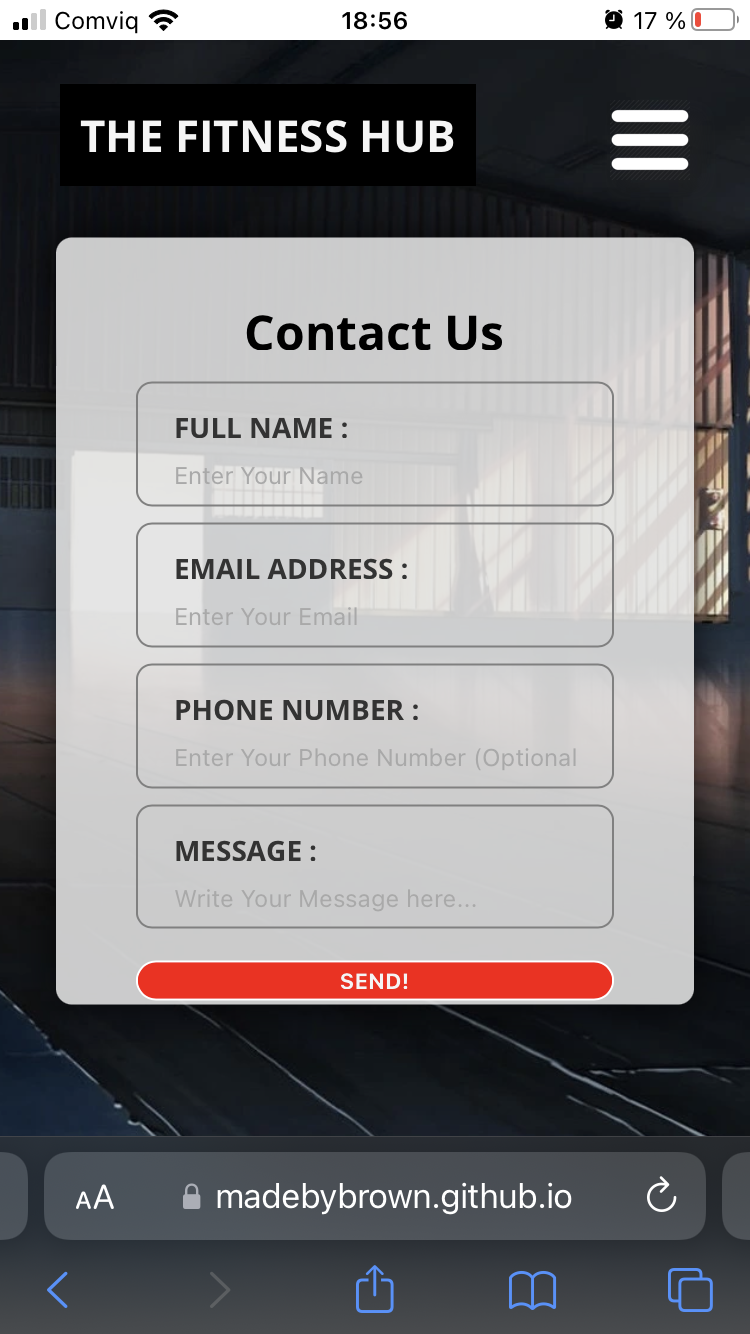 Comviq 18:56 17 %
THE FITNESS HUB
Contact Us
FULL NAME :
Enter Your Name
EMAIL ADDRESS :
Enter Your Email
PHONE NUMBER :
Enter Your Phone Number (Optional
MESSAGE :
Write Your Message here...
SEND!
AA madebybrown.github.io